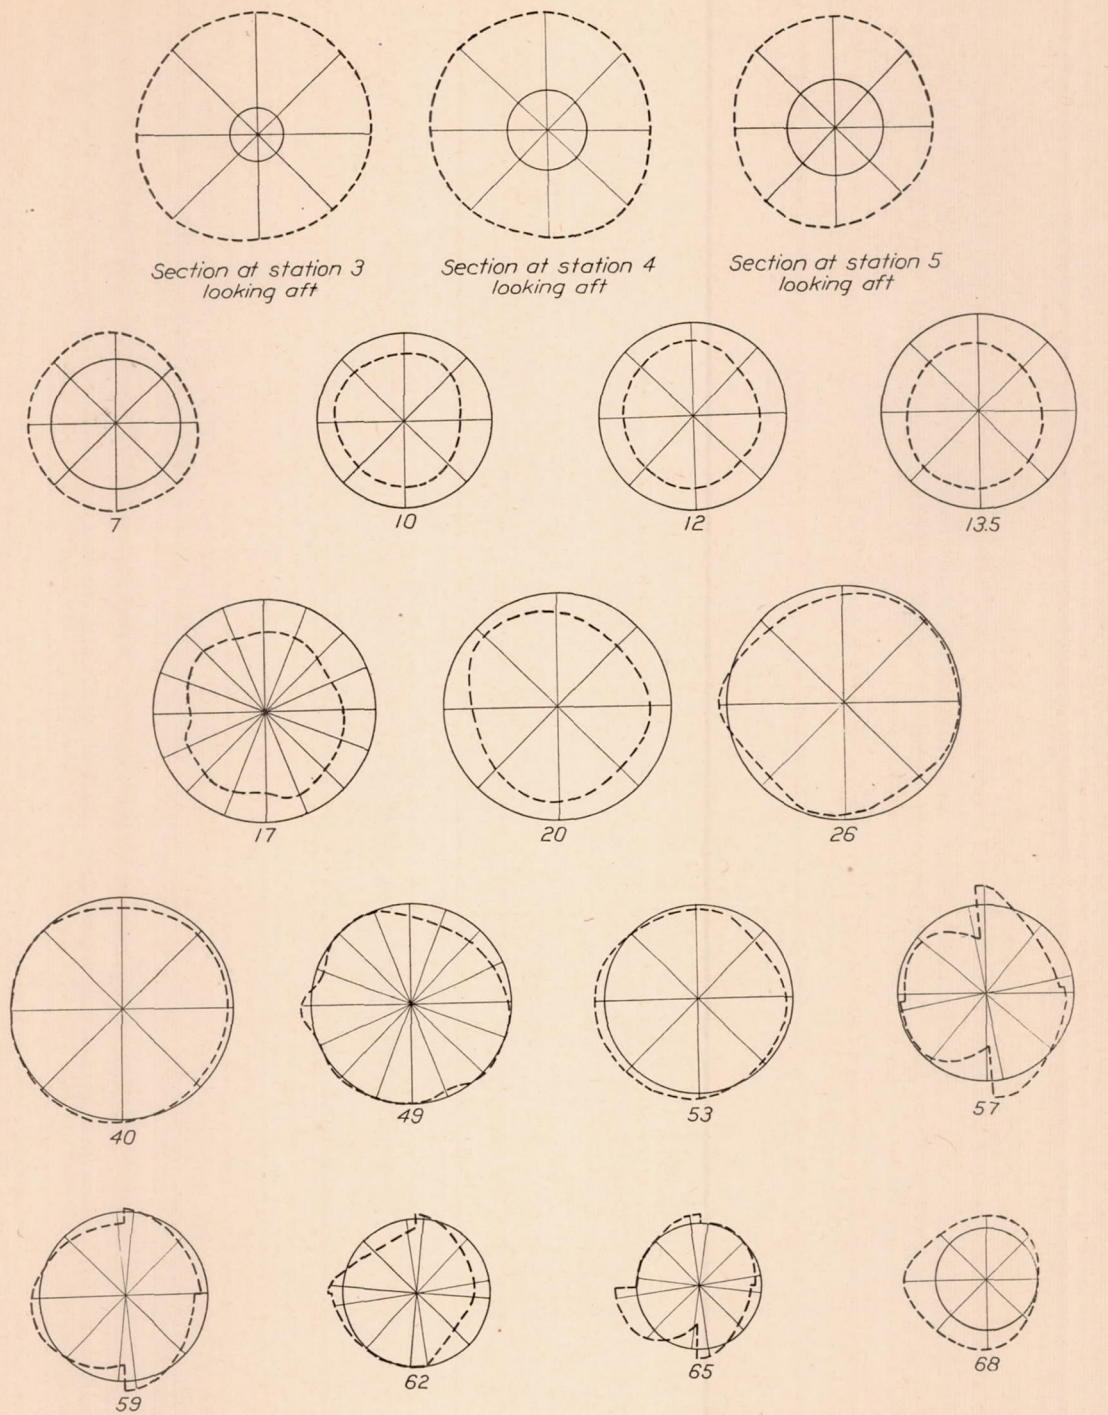 Section at station 3
looking aft
Section at station 4
looking aft
Section at station 5
looking aft
7
10
12
13.5
17
20
26
40
49
53
57
59
62
65
68